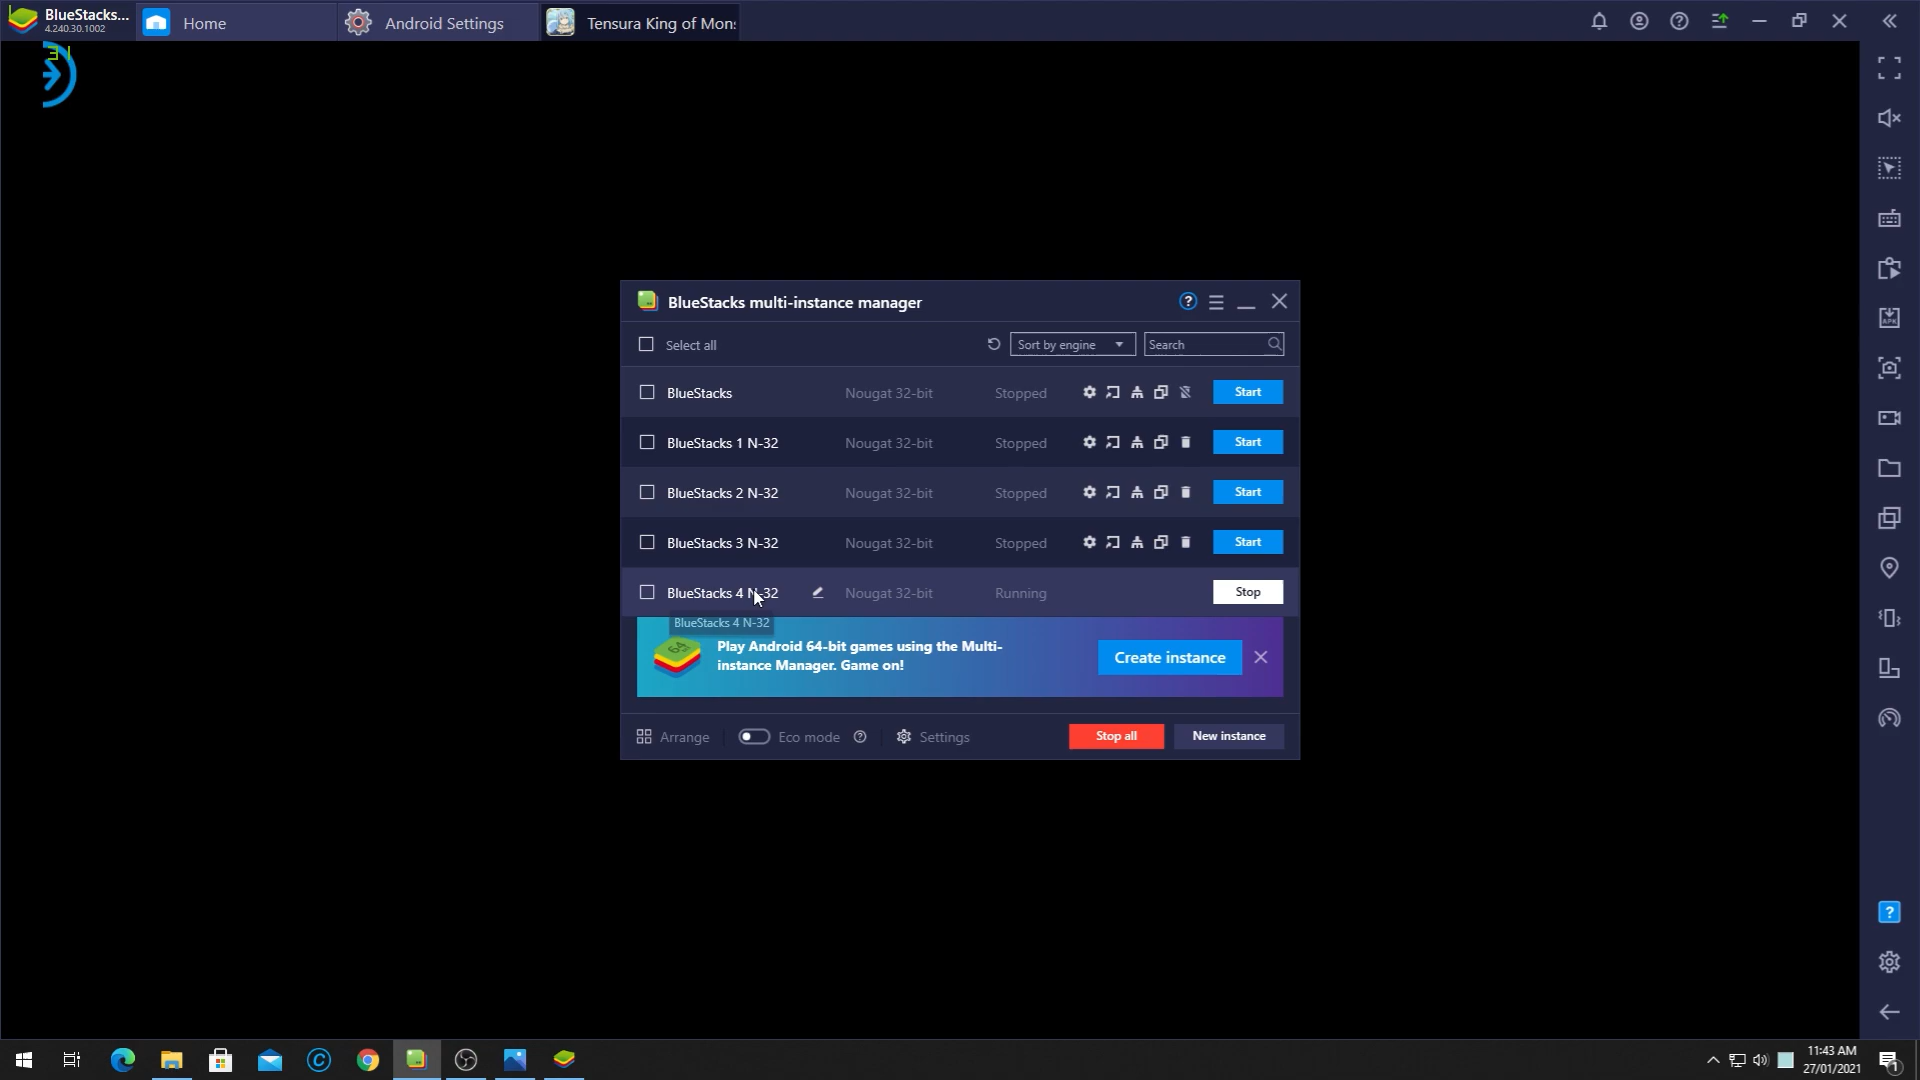 BlueStacks...
4.240.30.1002
Home
Android Settings
Tensura King of Mons
BlueStacks multi-instance manager
Select all
Sort by engine
Search
BlueStacks Nougat 32-bit Stopped Start
BlueStacks 1 N-32 Nougat 32-bit Stopped Start
BlueStacks 2 N-32 Nougat 32-bit Stopped Start
BlueStacks 3 N-32 Nougat 32-bit Stopped Start
BlueStacks 4 N-32 Nougat 32-bit Running Stop
BlueStacks 4 N-32
64
Play Android 64-bit games using the Multi-
instance Manager. Game on!
Create instance
Arrange
Eco mode
Settings
Stop all
New instance
APK
11:43 AM
27/01/2021
1